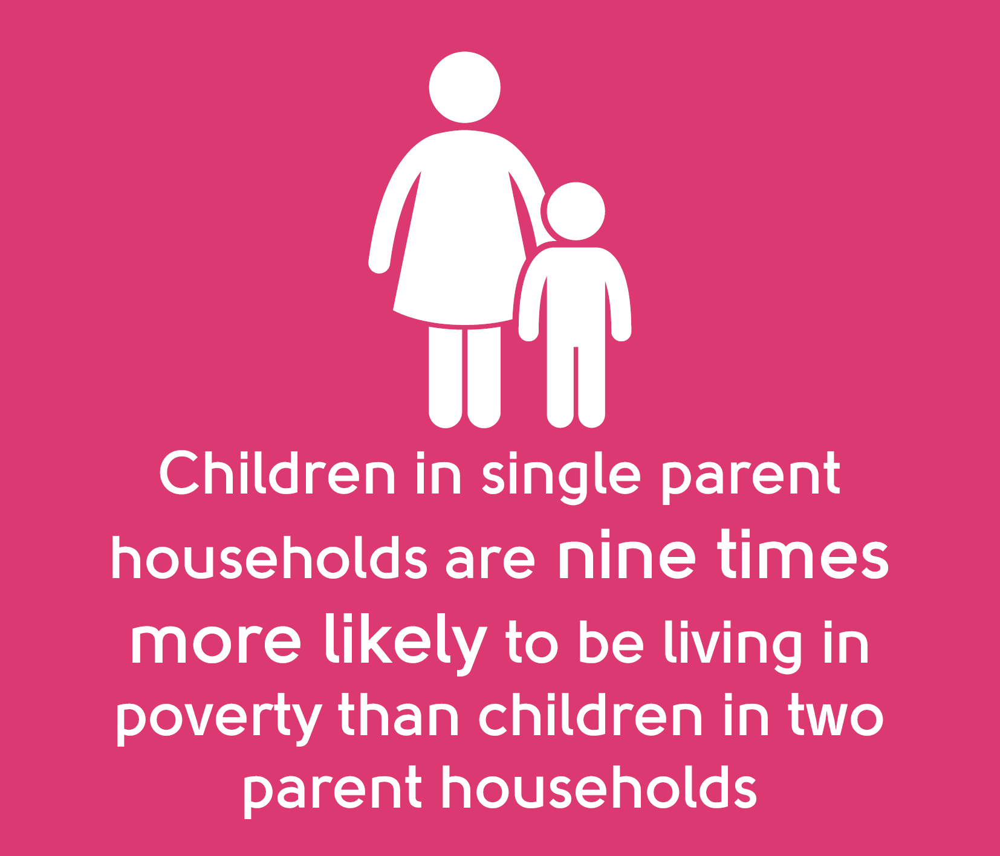 Children in single parent
households are nine times
more likely to be living in
poverty than children in two
parent households